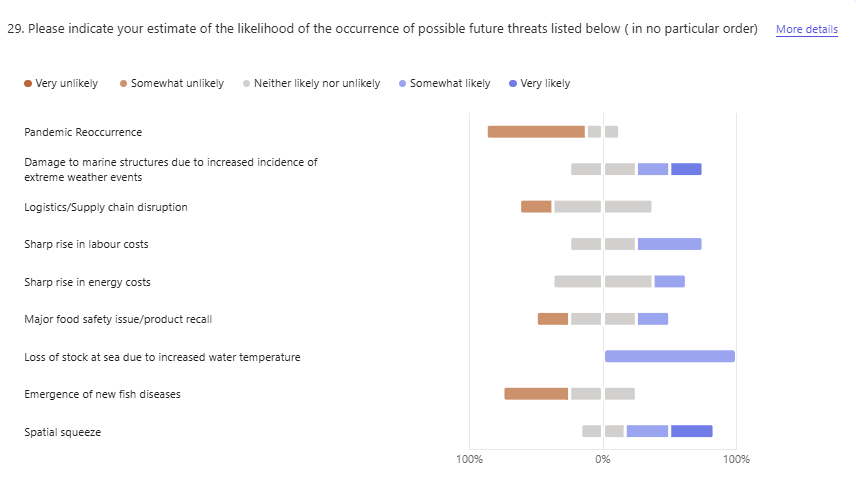 29. Please indicate your estimate of the likelihood of the occurrence of possible future threats listed below ( in no particular order) More details
Very unlikely Somewhat unlikely Neither likely nor unlikely Somewhat likely Very likely
Pandemic Reoccurrence
Damage to marine structures due to increased incidence of
extreme weather events
Logistics/Supply chain disruption
Sharp rise in labour costs
Sharp rise in energy costs
Major food safety issue/product recall
Loss of stock at sea due to increased water temperature
Emergence of new fish diseases
Spatial squeeze
100% 0% 100%